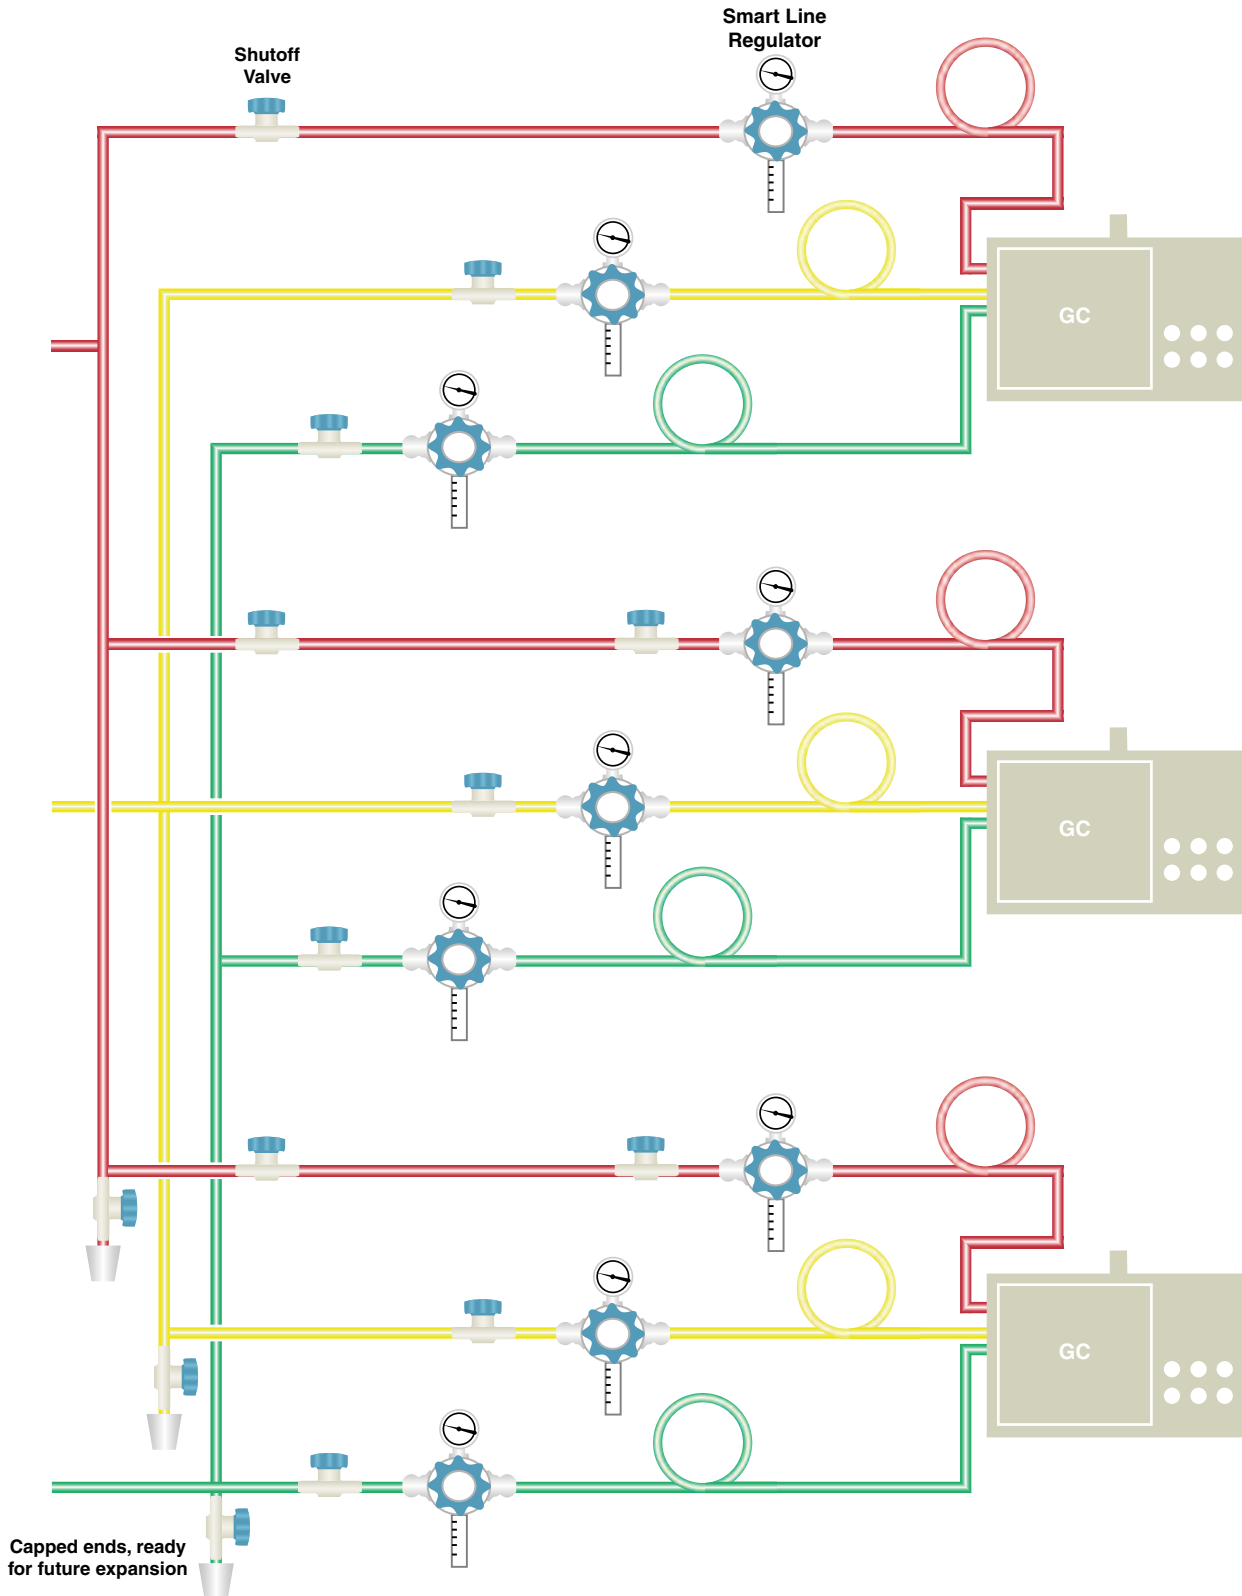 Smart Line
Regulator
Shutoff
Valve
GC
GC
GC
Capped ends, ready
for future expansion